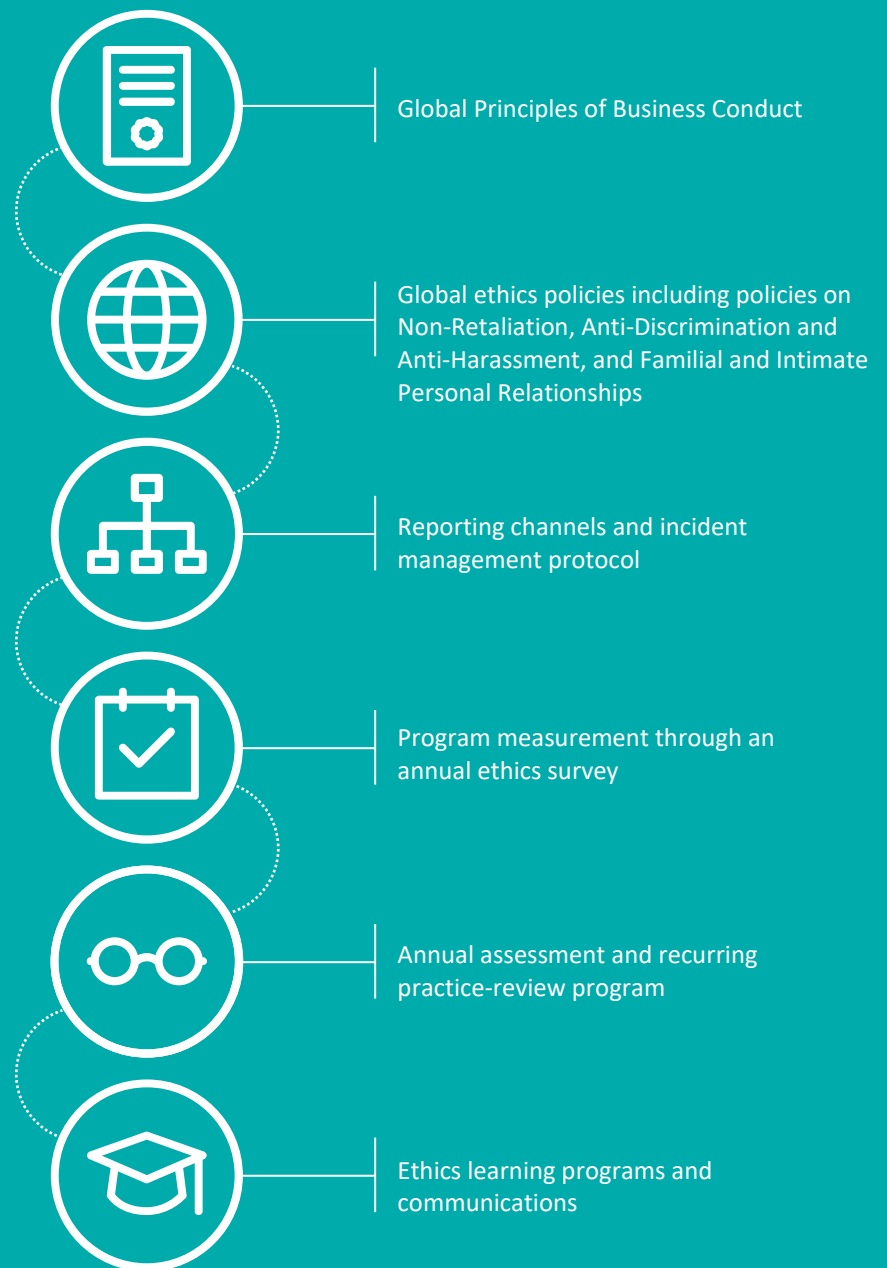 Global Principles of Business Conduct
Global ethics policies including policies on
Non-Retaliation, Anti-Discrimination and
Anti-Harassment, and Familial and Intimate
Personal Relationships
Reporting channels and incident
management protocol
Program measurement through an
annual ethics survey
Annual assessment and recurring
practice-review program
Ethics learning programs and
communications